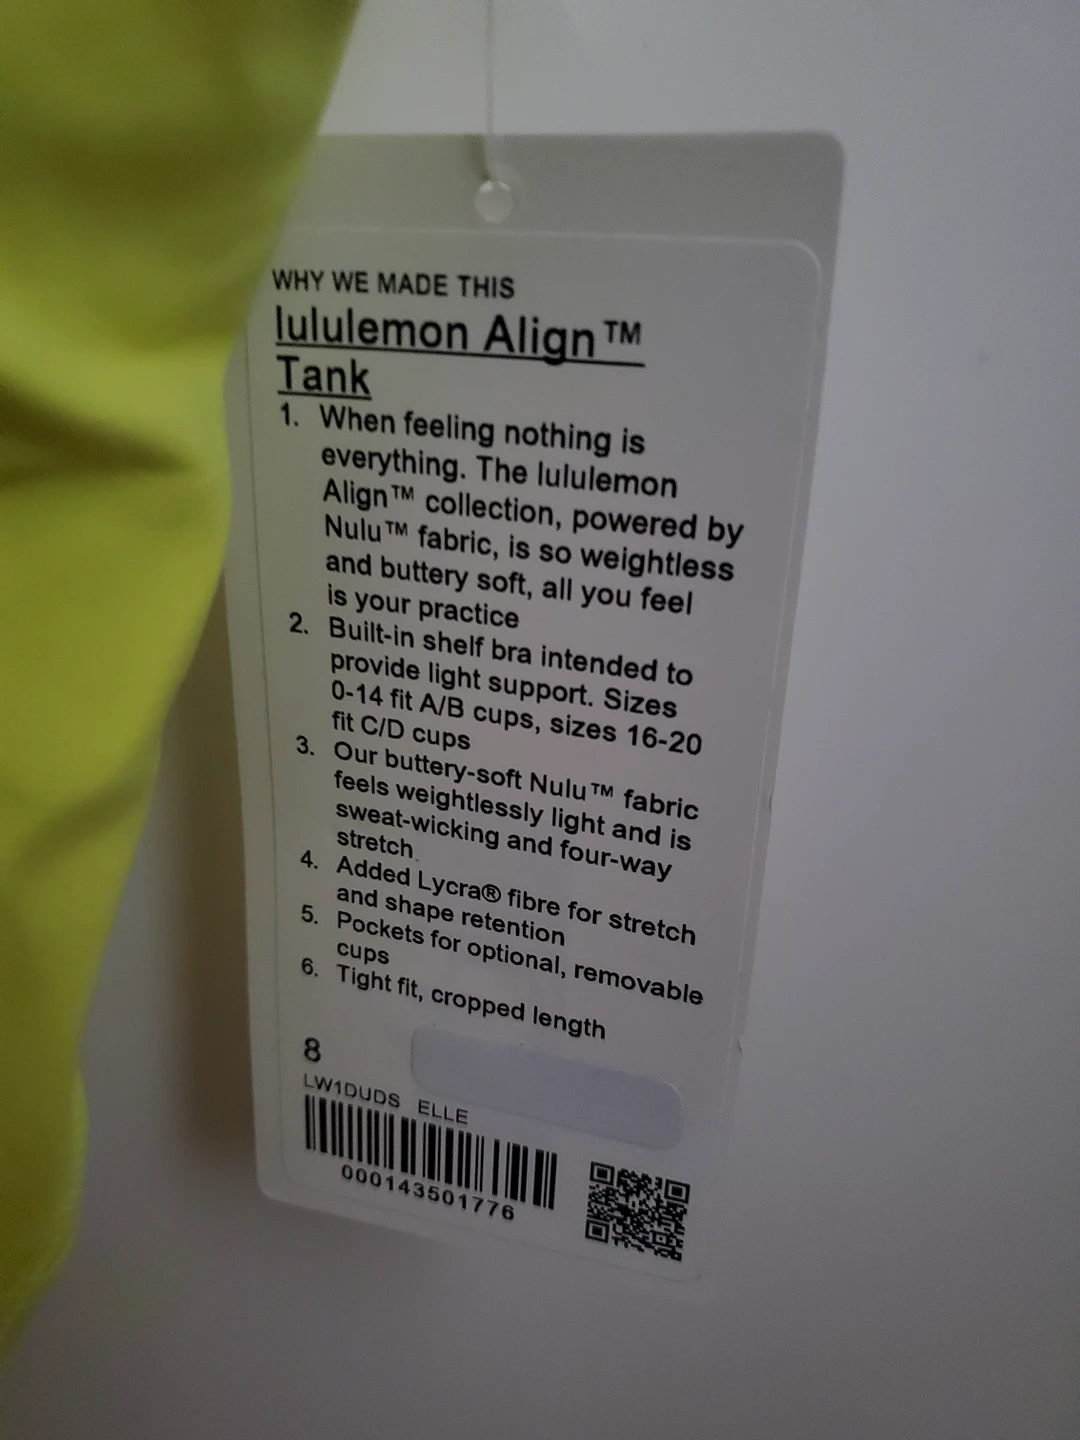 WHY WE MADE THIS
lululemon Align™
Tank
1. When feeling nothing is
everything. The lululemon
Align™ collection, powered by
Nulu™ fabric, is so weightless
and buttery soft, all you feel
is your practice
2. Built-in shelf bra intended to
provide light support. Sizes
0-14 fit A/B cups, sizes 16-20
fit C/D cups
3. Our buttery-soft Nulu™ fabric
feels weightlessly light and is
sweat-wicking and four-way
stretch
4. Added Lycra® fibre for stretch
and shape retention
5. Pockets for optional, removable
cups
6. Tight fit, cropped length
8
LW1DUDS ELLE
000143501776